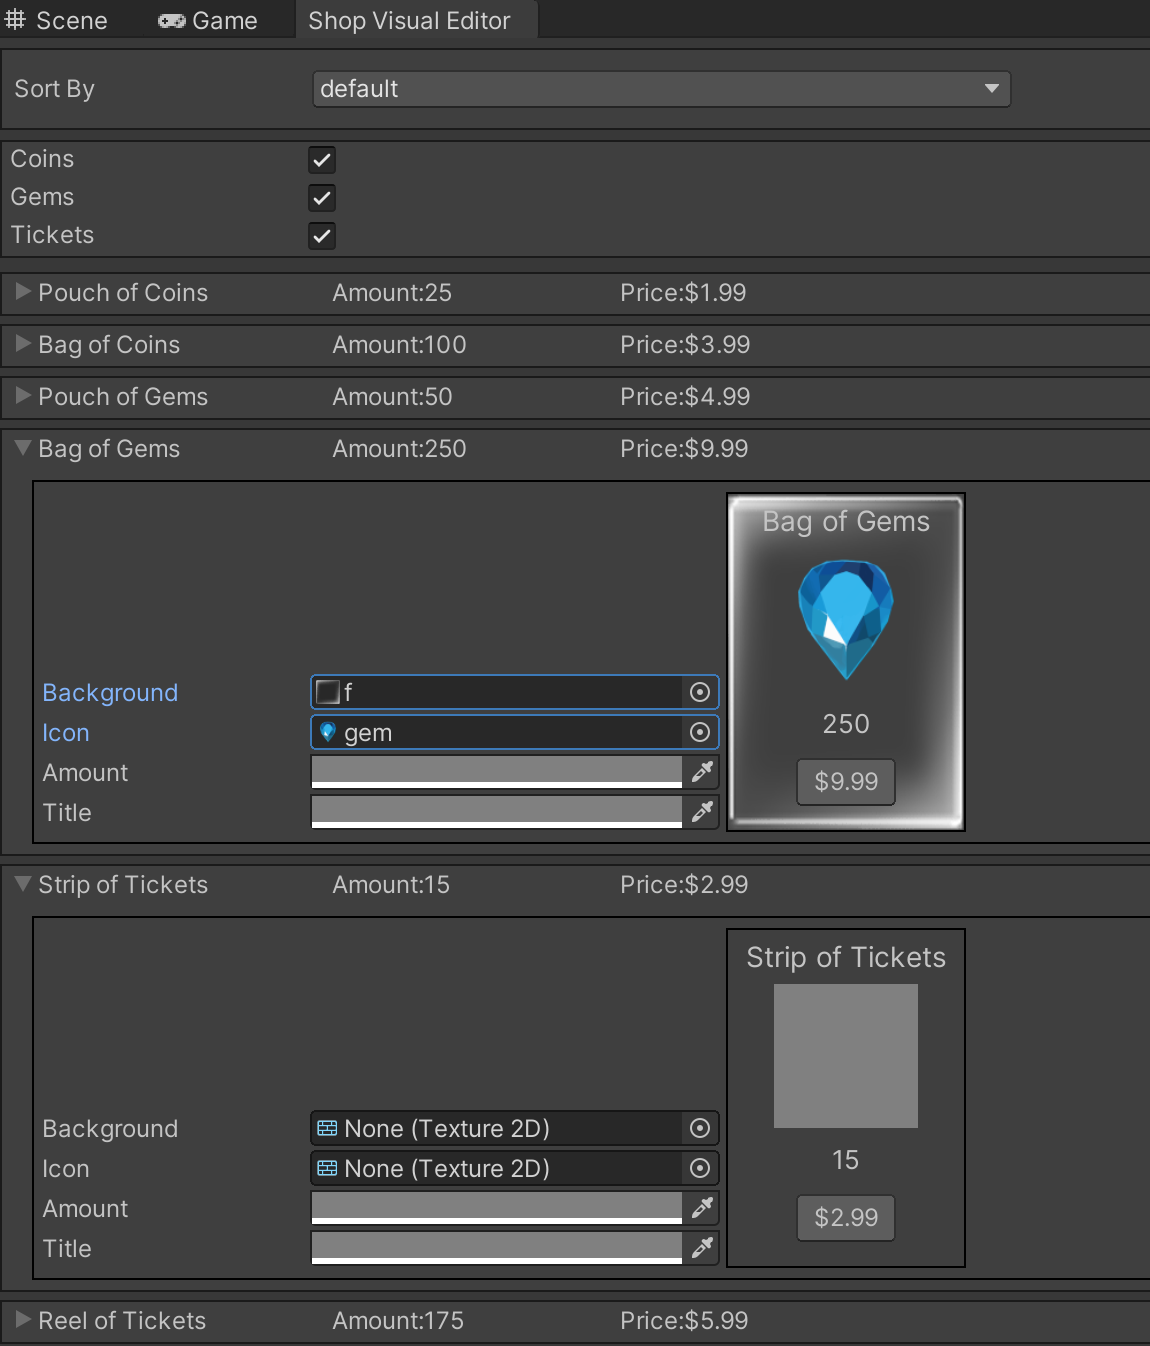 Scene Game Shop Visual Editor
Sort By default
Coins
Gems
Tickets
Pouch of Coins Amount:25 Price:$1.99
Bag of Coins Amount:100 Price:$3.99
Pouch of Gems Amount:50 Price:$4.99
Bag of Gems Amount:250 Price:$9.99
Bag of Gems
Background f
Icon gem
250
Amount
$9.99
Title
Strip of Tickets Amount:15 Price:$2.99
Strip of Tickets
Background None (Texture 2D)
Icon None (Texture 2D)
15
Amount
$2.99
Title
Reel of Tickets Amount:175 Price:$5.99